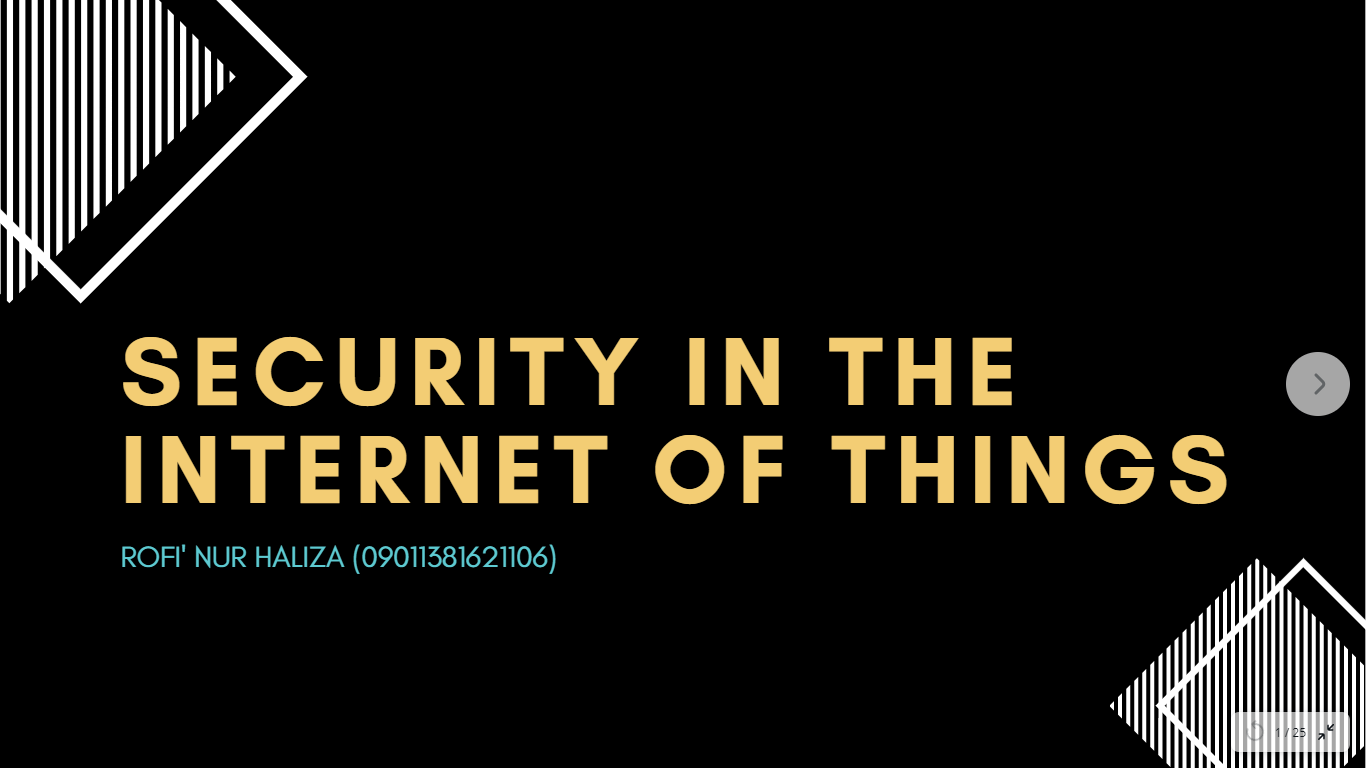 SECURITY IN THE
INTERNET OF THINGS
ROFI' NUR HALIZA (09011381621106)
1 / 25